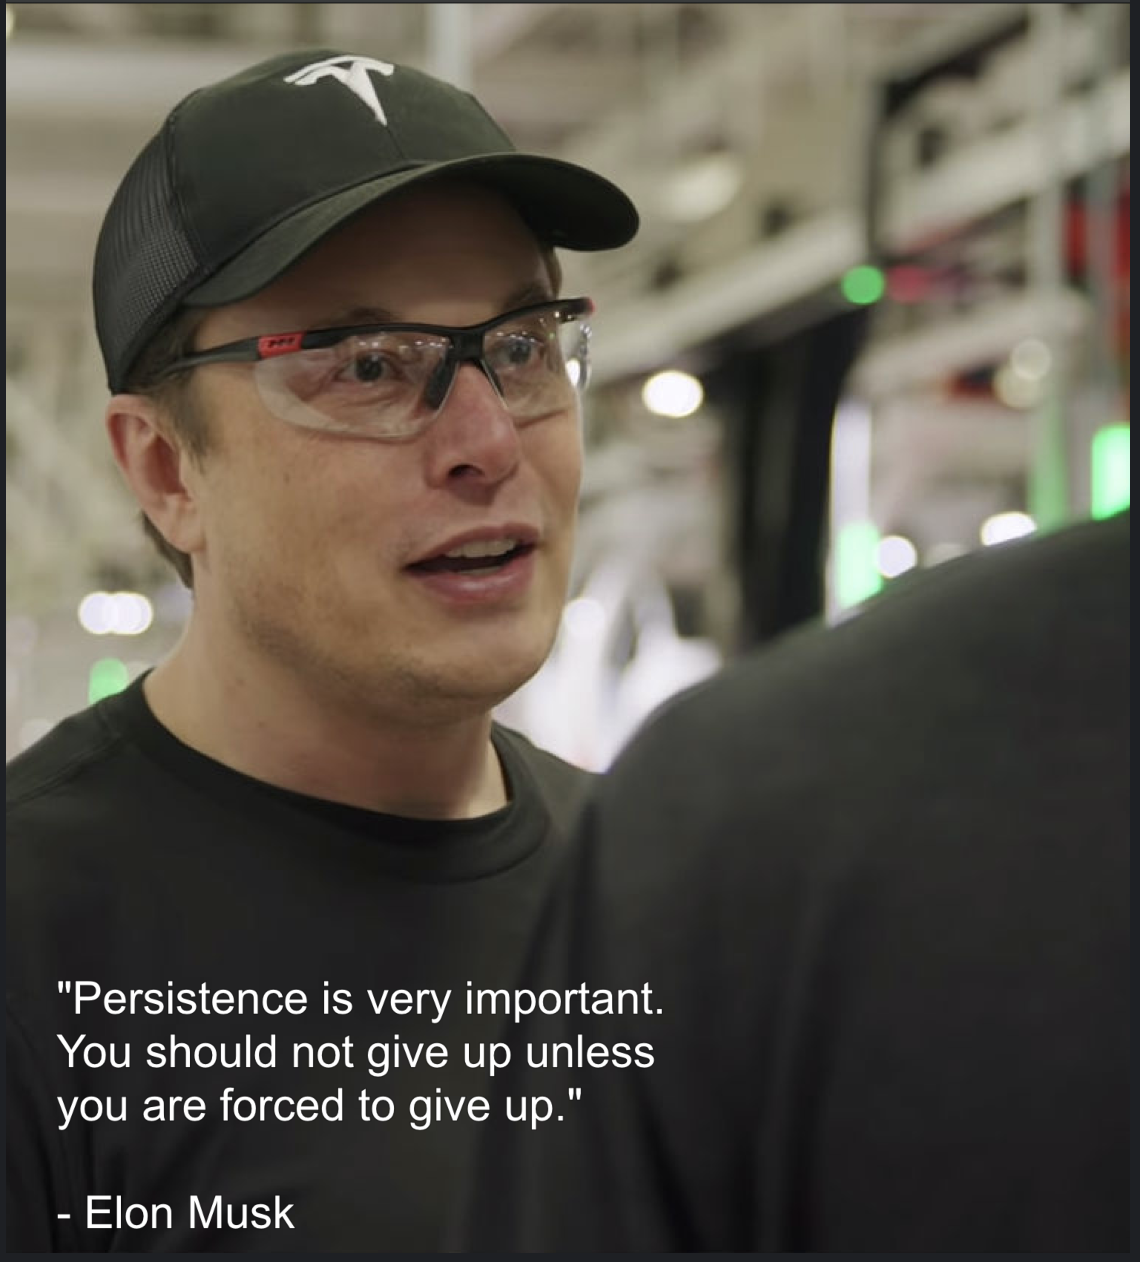 "Persistence is very important.
You should not give up unless
you are forced to give up."
- Elon Musk